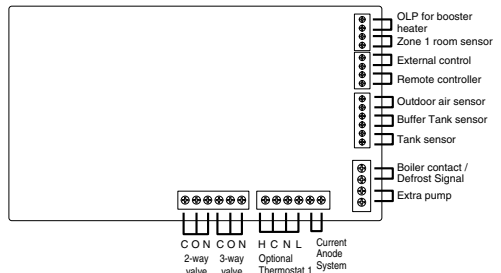 OLP for booster
heater
Zone 1 room sensor
External control
Remote controller
Outdoor air sensor
Buffer Tank sensor
Tank sensor
Boiler contact /
Defrost Signal
Extra pump
C O N C O N H C N L
2-way valve
3-way valve
Optional
Thermostat 1
Current
Anode
System